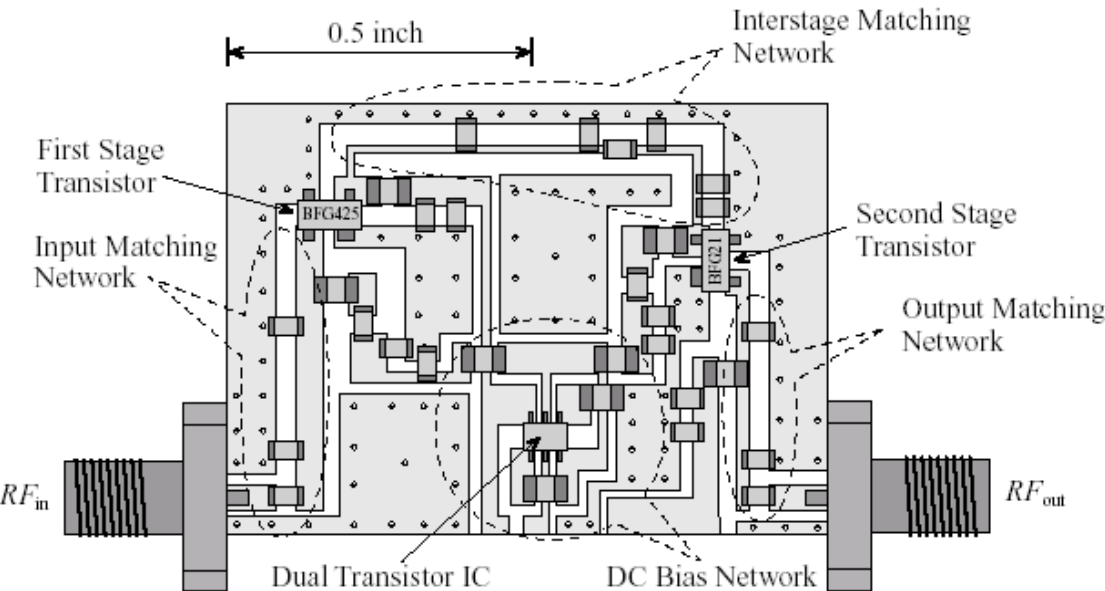 Interstage Matching
Network
0.5 inch
First Stage
Transistor
BFG425
Second Stage
Transistor
BFG21
Input Matching
Network
Output Matching
Network
RFin
RFout
Dual Transistor IC
DC Bias Network